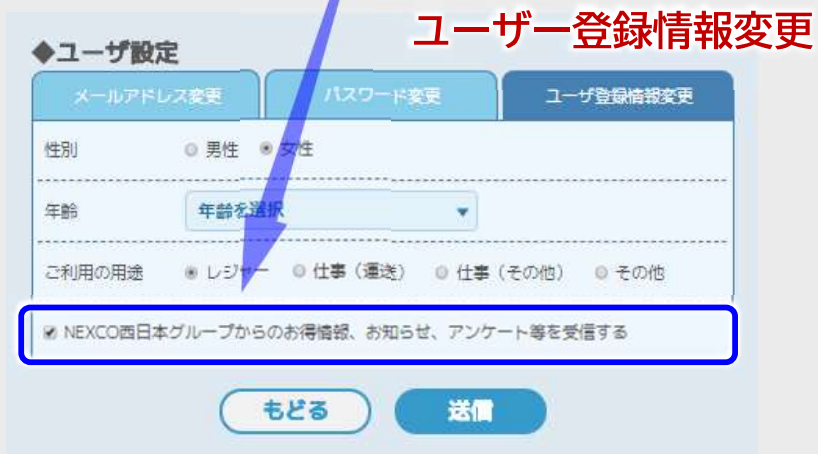 ユーザー登録情報変更
◆ユーザ設定
メールアドレス変更 パスワード変更 ユーザ登録情報変更
性別 男性 女性
年齢 年齢を選択
ご利用の用途 レジャー 仕事（運送） 仕事（その他） その他
NEXCO西日本グループからのお得情報、お知らせ、アンケート等を受信する
もどる 送信